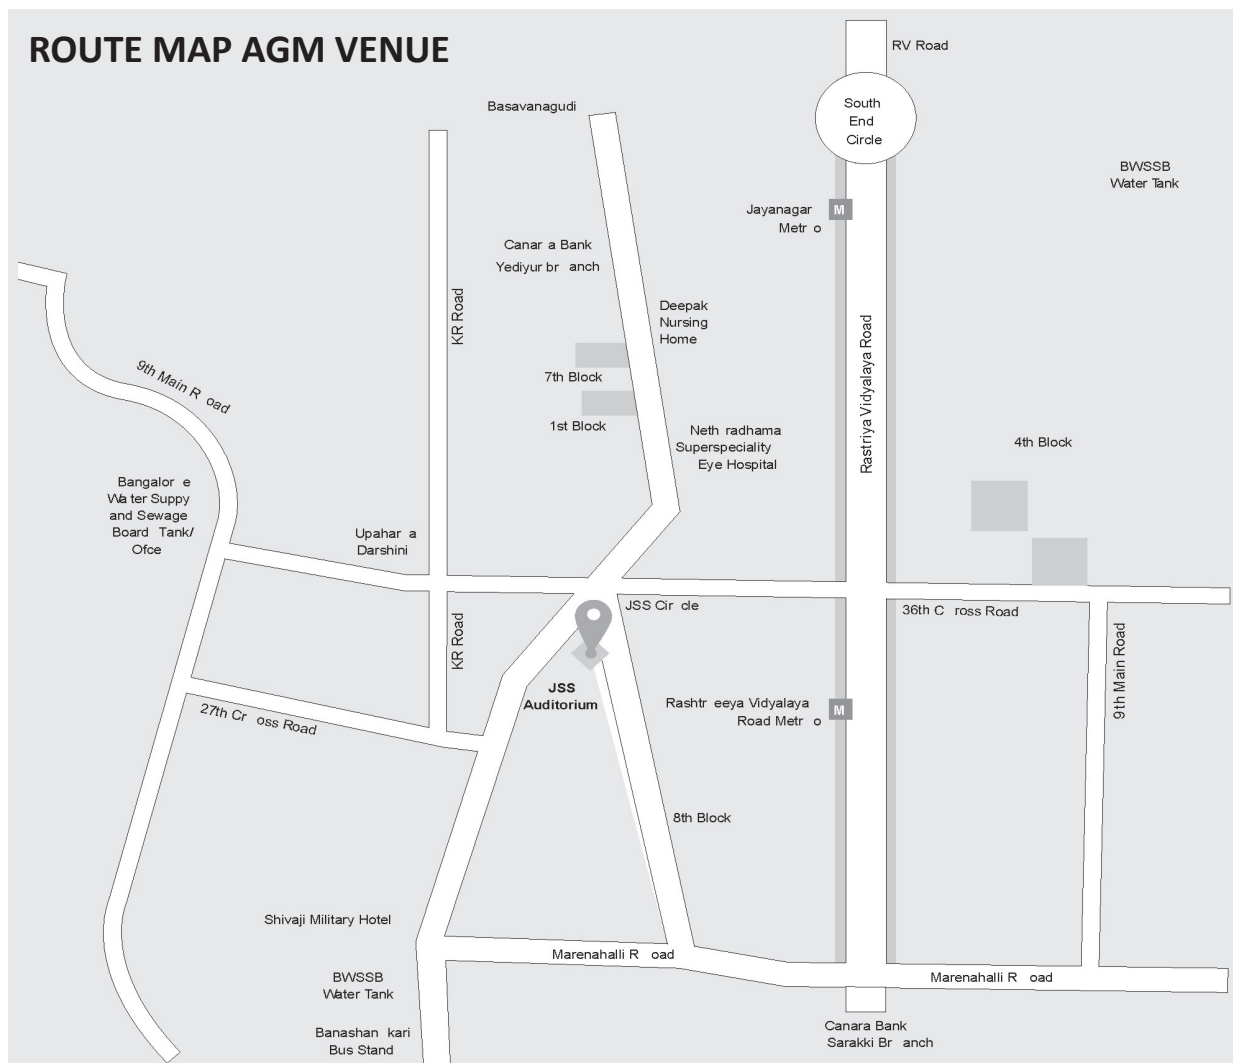 ROUTE MAP AGM VENUE
RV Road
South
End
Circle
Basavanagudi
BWSSB
Water Tank
Jayanagar
Metr o
M
Canar a Bank
Yediyur br anch
KR Road
Deepak
Nursing
Home
Rastriya Vidyalaya Road
9th Main R oad
7th Block
1st Block
Neth radhama
Superspeciality
Eye Hospital
4th Block
Bangalor e
Water Suppy
and Sewage
Board Tank/
Ofce
Upahar a
Darshini
JSS Cir cle
36th C ross Road
KR Road
9th Main Road
JSS
Auditorium
Rashtr eeya Vidyalaya
Road Metr o
M
27th Cr oss Road
8th Block
Shivaji Military Hotel
Marenahalli R oad
Marenahalli R oad
BWSSB
Water Tank
Banashan kari
Bus Stand
Canara Bank
Sarakki Br anch